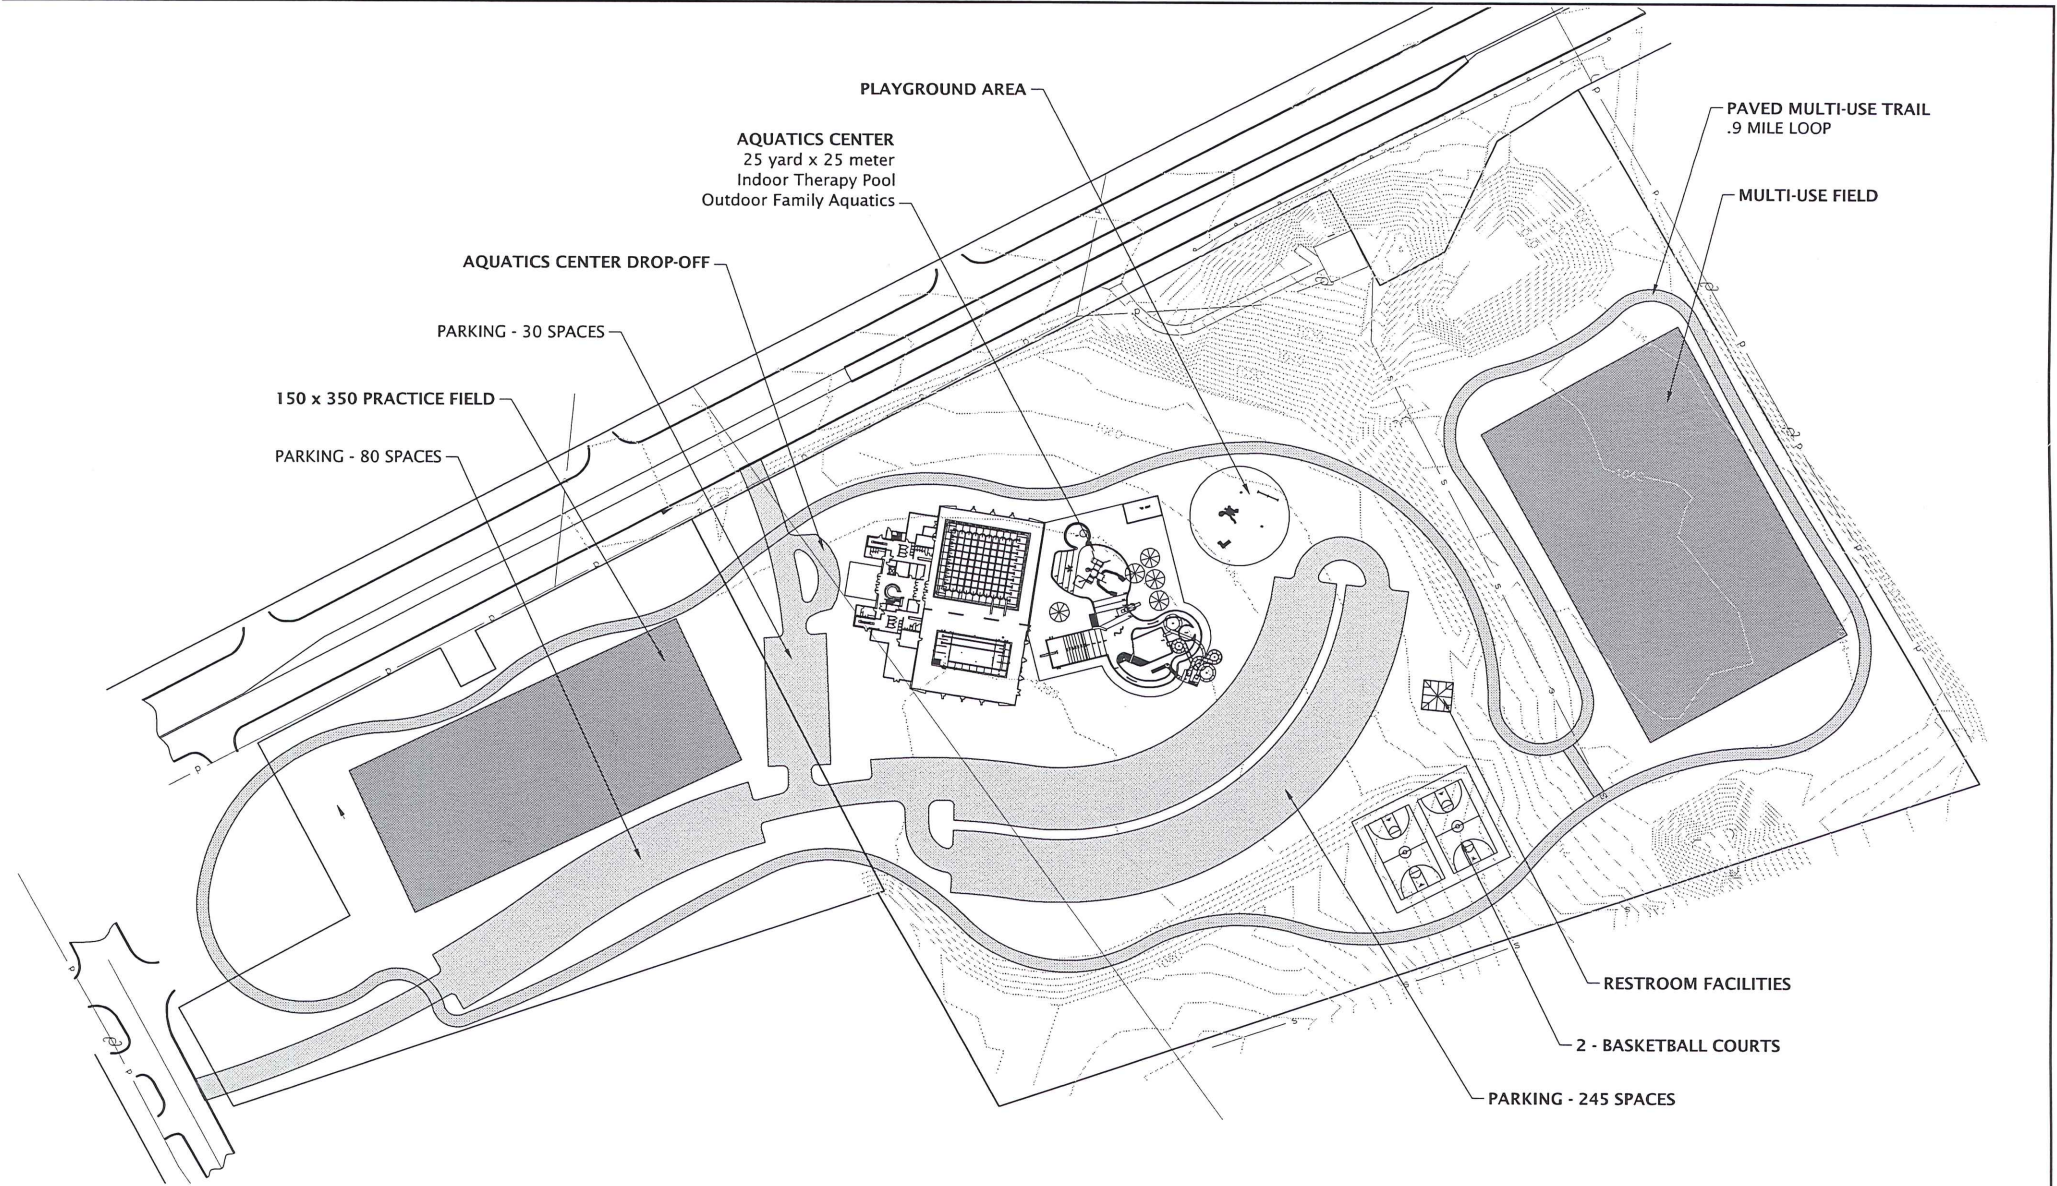 PLAYGROUND AREA
AQUATICS CENTER
25 yard x 25 meter
Indoor Therapy Pool
Outdoor Family Aquatics
AQUATICS CENTER DROP-OFF
PARKING - 30 SPACES
150 x 350 PRACTICE FIELD
PARKING - 80 SPACES
PAVED MULTI-USE TRAIL
.9 MILE LOOP
MULTI-USE FIELD
RESTROOM FACILITIES
2 - BASKETBALL COURTS
PARKING - 245 SPACES